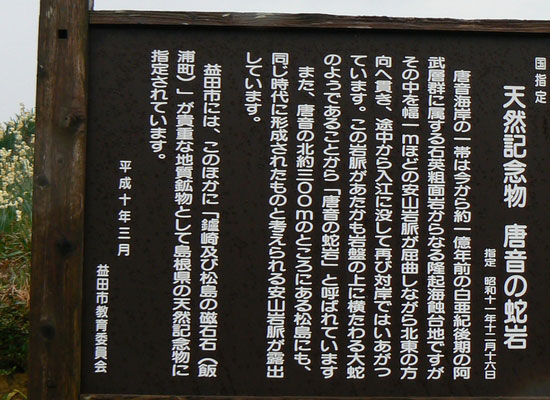 国指定
天然記念物　唐音の蛇岩
指定　昭和十一年十二月十六日
唐音海岸の一帯は今から約一億年前の白亜紀後期の阿
武層群に属する石英粗面岩からなる隆起海蝕台地ですが
その中を幅一mほどの安山岩脈が屈曲しながら北東の方
向へ貫き、途中から入江に没して再び対岸ではいあがっ
ています。この岩脈があたかも岩盤の上に横たわる大蛇
のようであることから「唐音の蛇岩」と呼ばれています
また、唐音の北約三〇〇mのところにある松島にも、
同じ時代に形成されたものと考えられる安山岩脈が露出
しています。
益田市には、このほかに「鑪崎及び松島の磁石石（飯
浦町）」が貴重な地質鉱物として島根県の天然記念物に
指定されています。
平成十年三月
益田市教育委員会